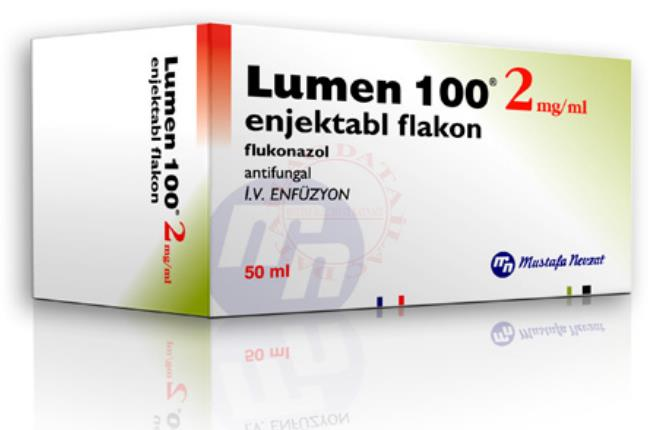 Lumen 100® 2 mg/ml
enjektabl flakon
Lumen 100® 2 mg/ml
enjektabl flakon
flukonazol
antifungal
İ.V. ENFÜZYON
50 ml
mn Mustafa Nevzat